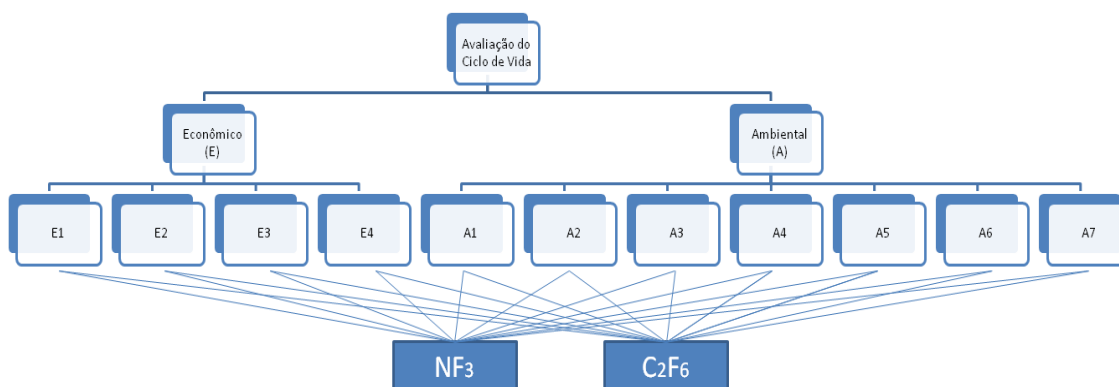 Avaliação do
Ciclo de Vida
Econômico
(E)
Ambiental
(A)
E1
E2
E3
E4
A1
A2
A3
A4
A5
A6
A7
NF₃
C₂F₆